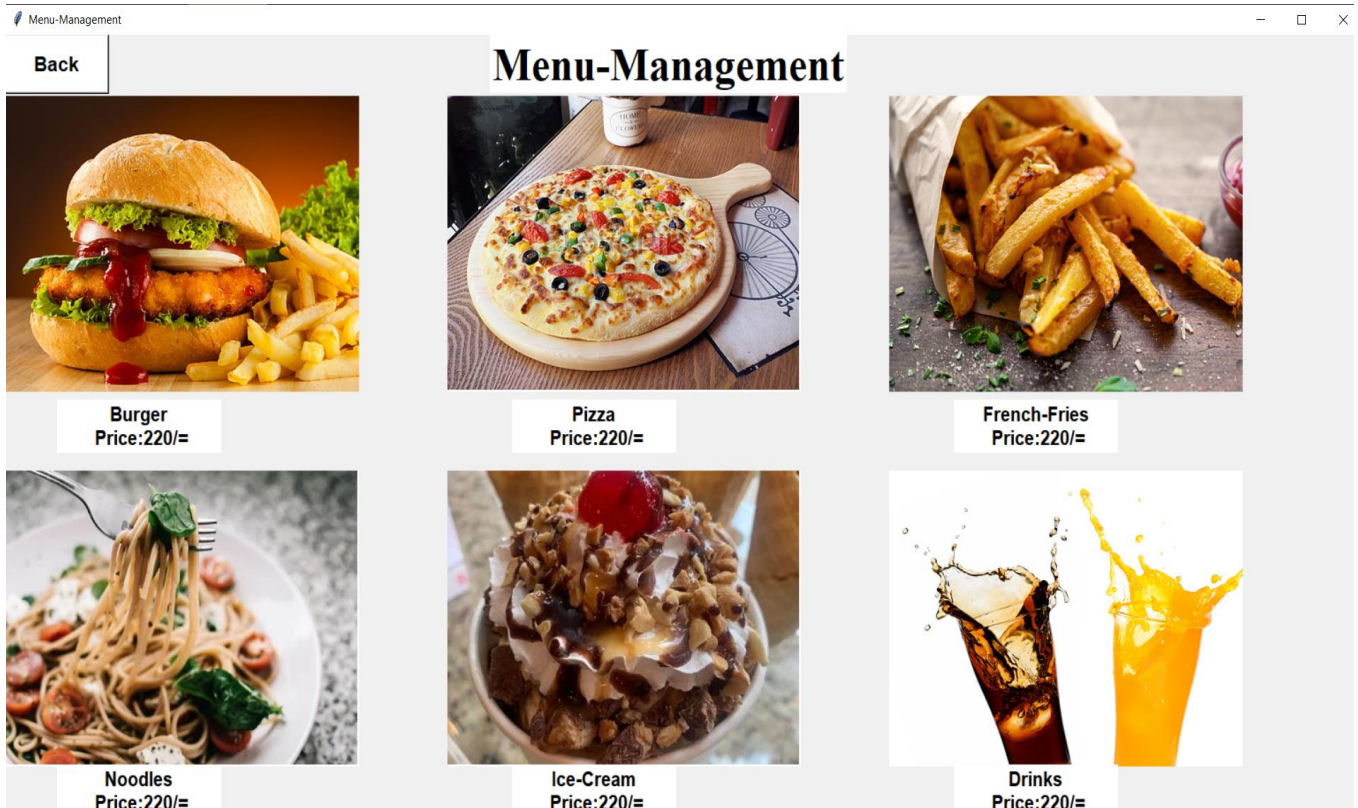 Menu-Management
Back
Menu-Management
HOME
Burger
Price:220/=
Pizza
Price:220/=
French-Fries
Price:220/=
Noodles
Price:220/=
Ice-Cream
Price:220/=
Drinks
Price:220/=